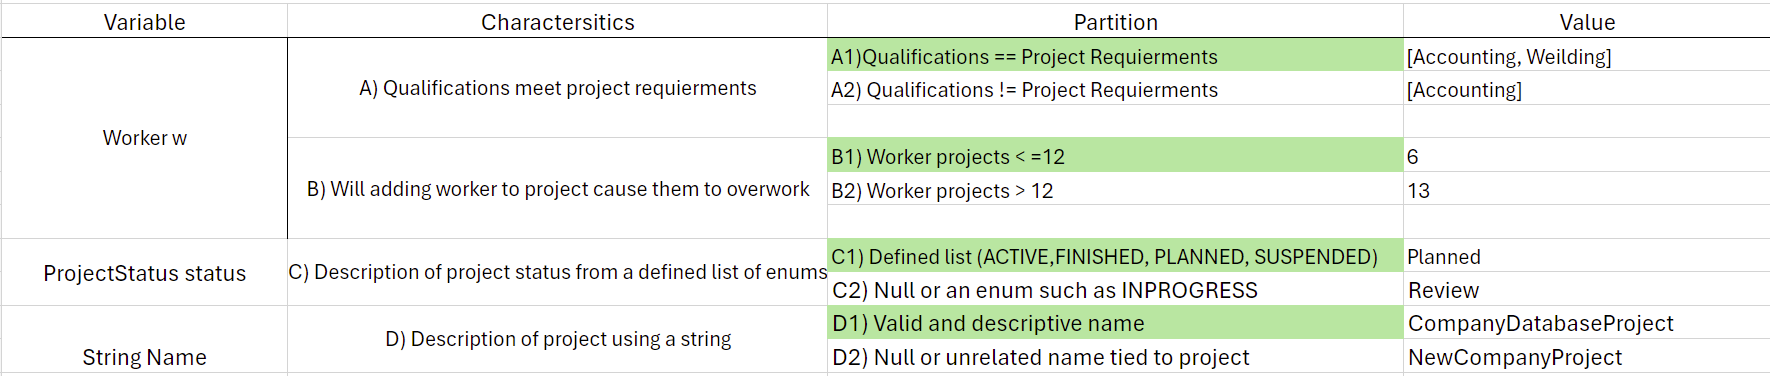 Variable Charactersitics Partition Value
Worker w
A) Qualifications meet project requierments
A1)Qualifications == Project Requierments [Accounting, Weilding]
A2) Qualifications != Project Requierments [Accounting]
B) Will adding worker to project cause them to overwork
B1) Worker projects < =12 6
B2) Worker projects > 12 13
ProjectStatus status
C) Description of project status from a defined list of enums
C1) Defined list (ACTIVE,FINISHED, PLANNED, SUSPENDED) Planned
C2) Null or an enum such as INPROGRESS Review
String Name
D) Description of project using a string
D1) Valid and descriptive name CompanyDatabaseProject
D2) Null or unrelated name tied to project NewCompanyProject